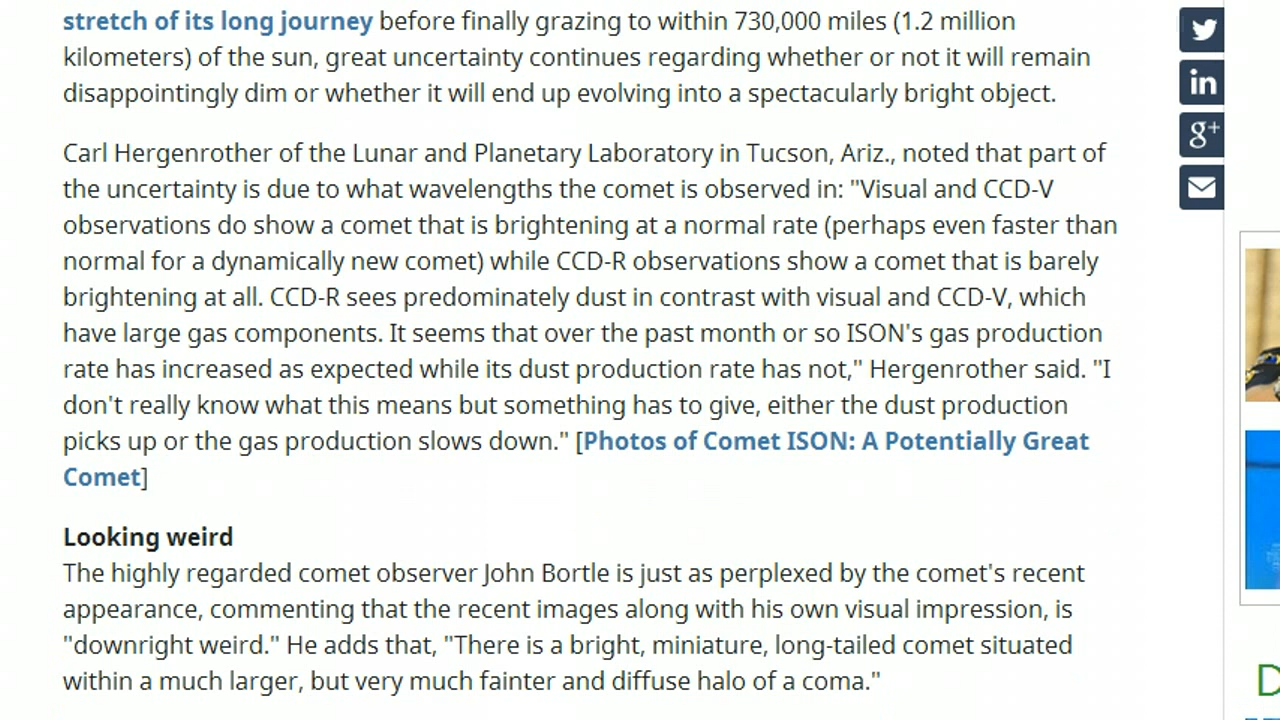 stretch of its long journey before finally grazing to within 730,000 miles (1.2 million
kilometers) of the sun, great uncertainty continues regarding whether or not it will remain
disappointingly dim or whether it will end up evolving into a spectacularly bright object.
Carl Hergenrother of the Lunar and Planetary Laboratory in Tucson, Ariz., noted that part of
the uncertainty is due to what wavelengths the comet is observed in: "Visual and CCD-V
observations do show a comet that is brightening at a normal rate (perhaps even faster than
normal for a dynamically new comet) while CCD-R observations show a comet that is barely
brightening at all. CCD-R sees predominately dust in contrast with visual and CCD-V, which
have large gas components. It seems that over the past month or so ISON's gas production
rate has increased as expected while its dust production rate has not," Hergenrother said. "I
don't really know what this means but something has to give, either the dust production
picks up or the gas production slows down." [Photos of Comet ISON: A Potentially Great
Comet]
Looking weird
The highly regarded comet observer John Bortle is just as perplexed by the comet's recent
appearance, commenting that the recent images along with his own visual impression, is
"downright weird." He adds that, "There is a bright, miniature, long-tailed comet situated
within a much larger, but very much fainter and diffuse halo of a coma."
in
g+
D